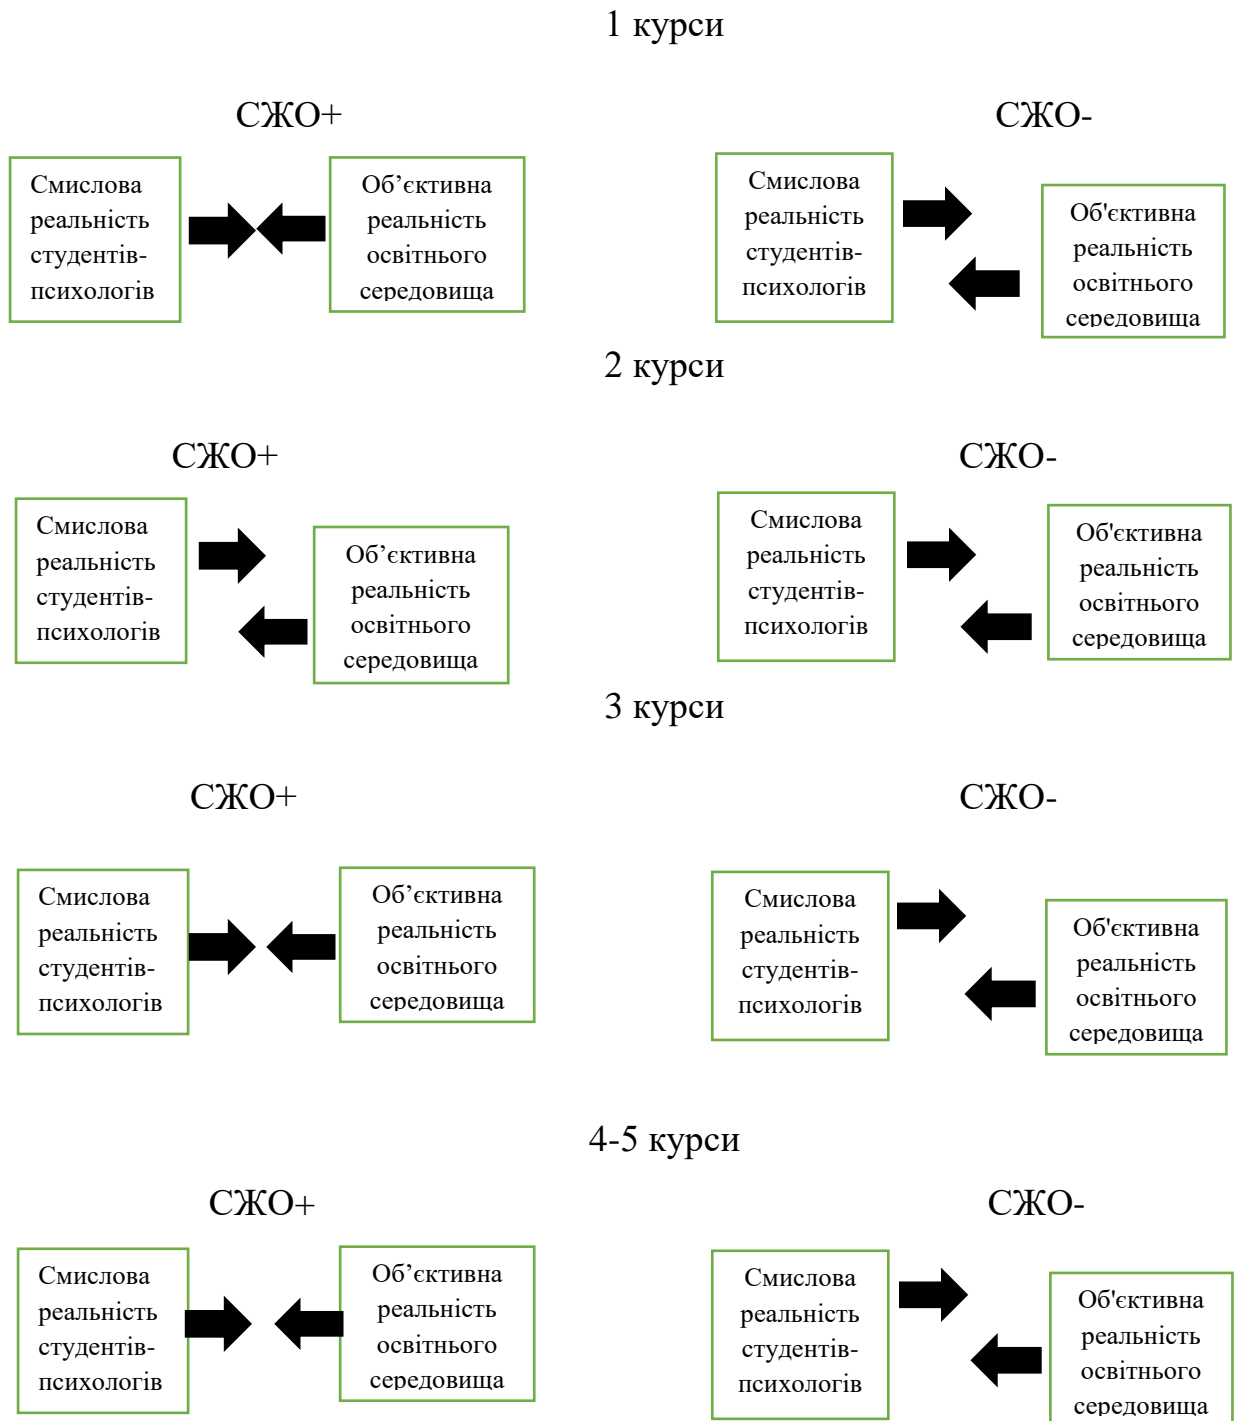 1 курси
СЖО+
СЖО-
Смислова
реальність
студентів-
психологів
Об’єктивна
реальність
освітнього
середовища
Смислова
реальність
студентів-
психологів
Об'єктивна
реальність
освітнього
середовища
2 курси
СЖО+
СЖО-
Смислова
реальність
студентів-
психологів
Об’єктивна
реальність
освітнього
середовища
Смислова
реальність
студентів-
психологів
Об'єктивна
реальність
освітнього
середовища
3 курси
СЖО+
СЖО-
Смислова
реальність
студентів-
психологів
Об’єктивна
реальність
освітнього
середовища
Смислова
реальність
студентів-
психологів
Об'єктивна
реальність
освітнього
середовища
4-5 курси
СЖО+
СЖО-
Смислова
реальність
студентів-
психологів
Об’єктивна
реальність
освітнього
середовища
Смислова
реальність
студентів-
психологів
Об'єктивна
реальність
освітнього
середовища